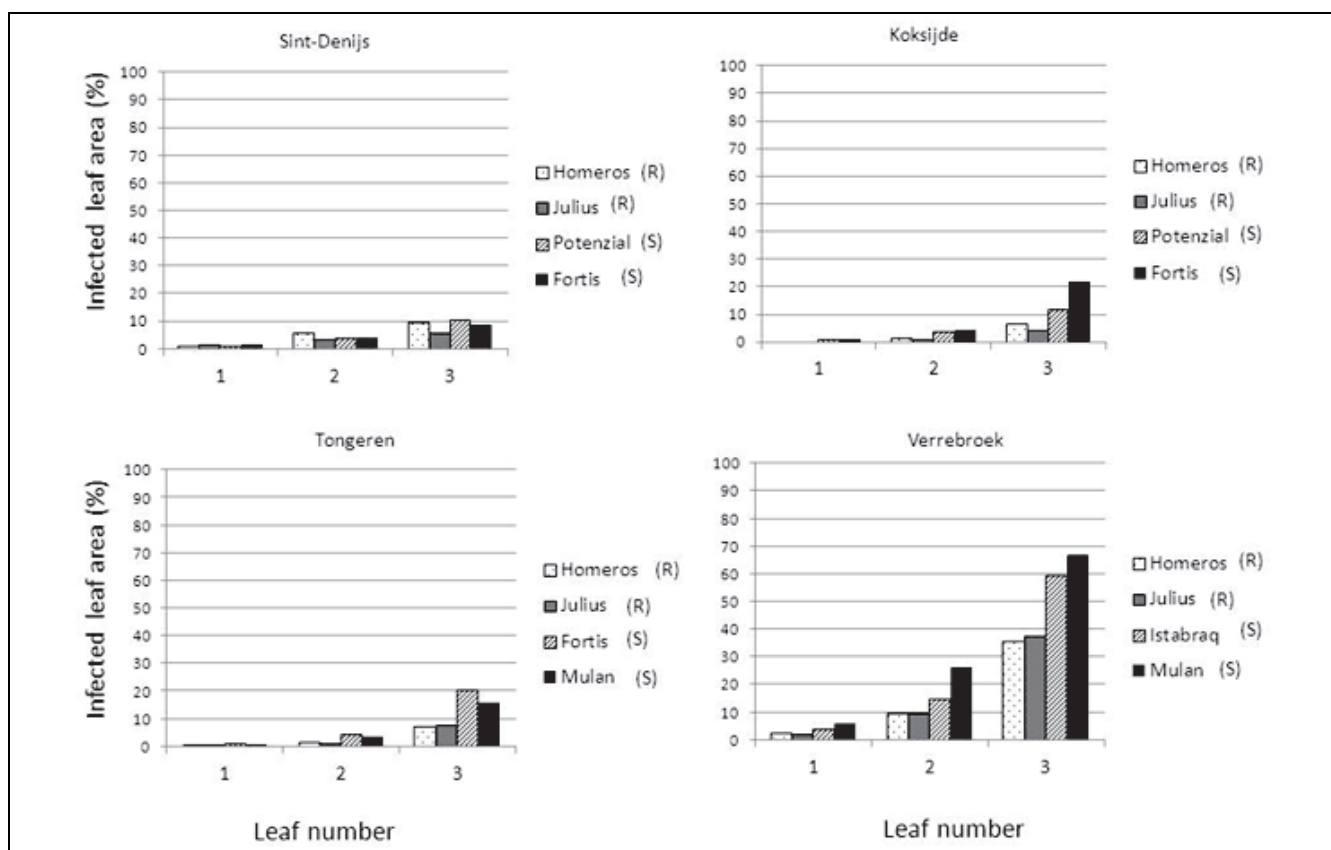 Sint-Denijs
Infected leaf area (%)
100
90
80
70
60
50
40
30
20
10
0
1 2 3
Homeros (R)
Julius (R)
Potenzial (S)
Fortis (S)
Koksijde
100
90
80
70
60
50
40
30
20
10
0
1 2 3
Homeros (R)
Julius (R)
Potenzial (S)
Fortis (S)
Tongeren
Infected leaf area (%)
100
90
80
70
60
50
40
30
20
10
0
1 2 3
Leaf number
Homeros (R)
Julius (R)
Fortis (S)
Mulan (S)
Verrebroek
100
90
80
70
60
50
40
30
20
10
0
1 2 3
Leaf number
Homeros (R)
Julius (R)
Istabraq (S)
Mulan (S)